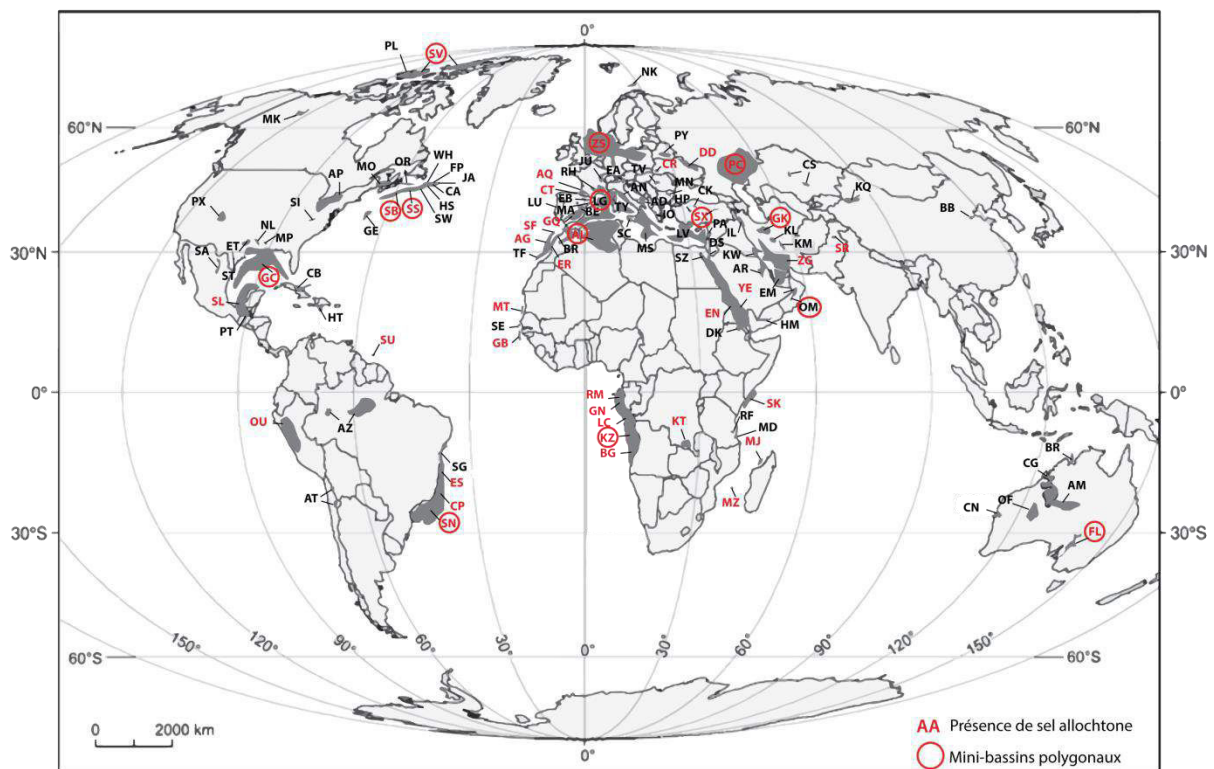 0°
PL
SV
NK
MK
60°N
60°N
ZS
PY
DD
PC
CR
JU
EA
TV
RH
WH
OR
MO
FP
JA
CA
HS
SW
AP
AQ
CT
EB
LG
LU
MA
BE
TY
AN
AD
IO
MN
HP
CK
CS
KQ
BB
PX
SI
SB
SS
GE
GQ
SF
AL
AG
TF
BR
ER
SC
MS
SX
PA
LV
IL
DS
SZ
KW
AR
GK
KL
KM
SR
ZG
EM
NL
MP
ET
SA
ST
GC
CB
30°N
30°N
SL
PT
HT
MT
SE
GB
YE
EN
DK
OM
HM
SU
0°
0°
RM
GN
LC
KZ
BG
KT
SK
RF
MD
MJ
MZ
OU
AZ
SG
ES
CP
SN
AT
BR
CG
AM
OF
CN
FL
30°S
30°S
150°
120°
90°
60°
30°
0°
30°
60°
90°
120°
150°
60°S
60°S
0
2000 km
0°
AA Présence de sel allochtone
Mini-bassins polygonaux